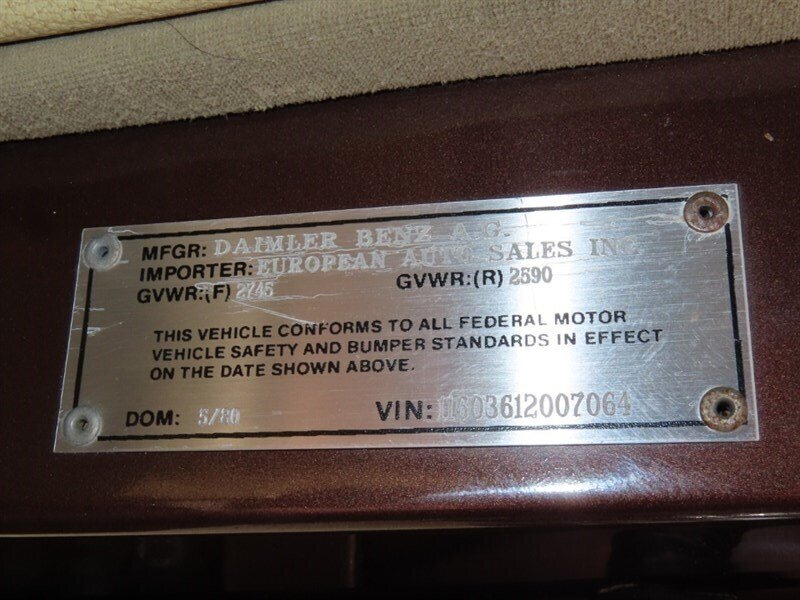 MFGR: DAIMLER BENZ A.G.
IMPORTER: EUROPEAN AUTO SALES INC
GVWR:(F) 2745 GVWR:(R) 2590
THIS VEHICLE CONFORMS TO ALL FEDERAL MOTOR
VEHICLE SAFETY AND BUMPER STANDARDS IN EFFECT
ON THE DATE SHOWN ABOVE.
DOM: 5/80 VIN: 11603612007064